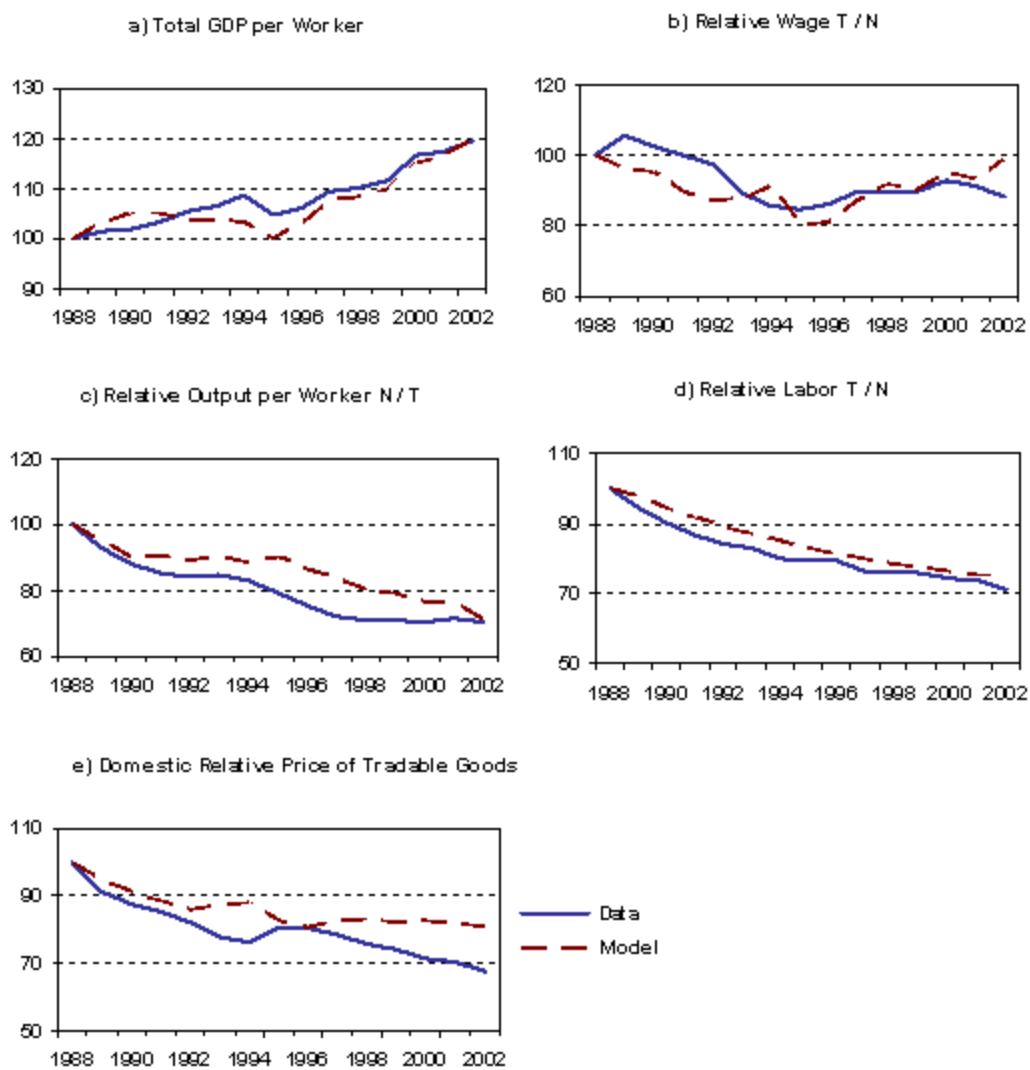 a) Total GDP per Worker
b) Relative Wage T / N
130
120
110
100
90
1988 1990 1992 1994 1996 1998 2000 2002
120
100
80
60
1988 1990 1992 1994 1996 1998 2000 2002
c) Relative Output per Worker N / T
d) Relative Labor T / N
120
100
80
60
1988 1990 1992 1994 1996 1998 2000 2002
110
90
70
50
1988 1990 1992 1994 1996 1998 2000 2002
e) Domestic Relative Price of Tradable Goods
110
90
70
50
1988 1990 1992 1994 1996 1998 2000 2002
Data
Model